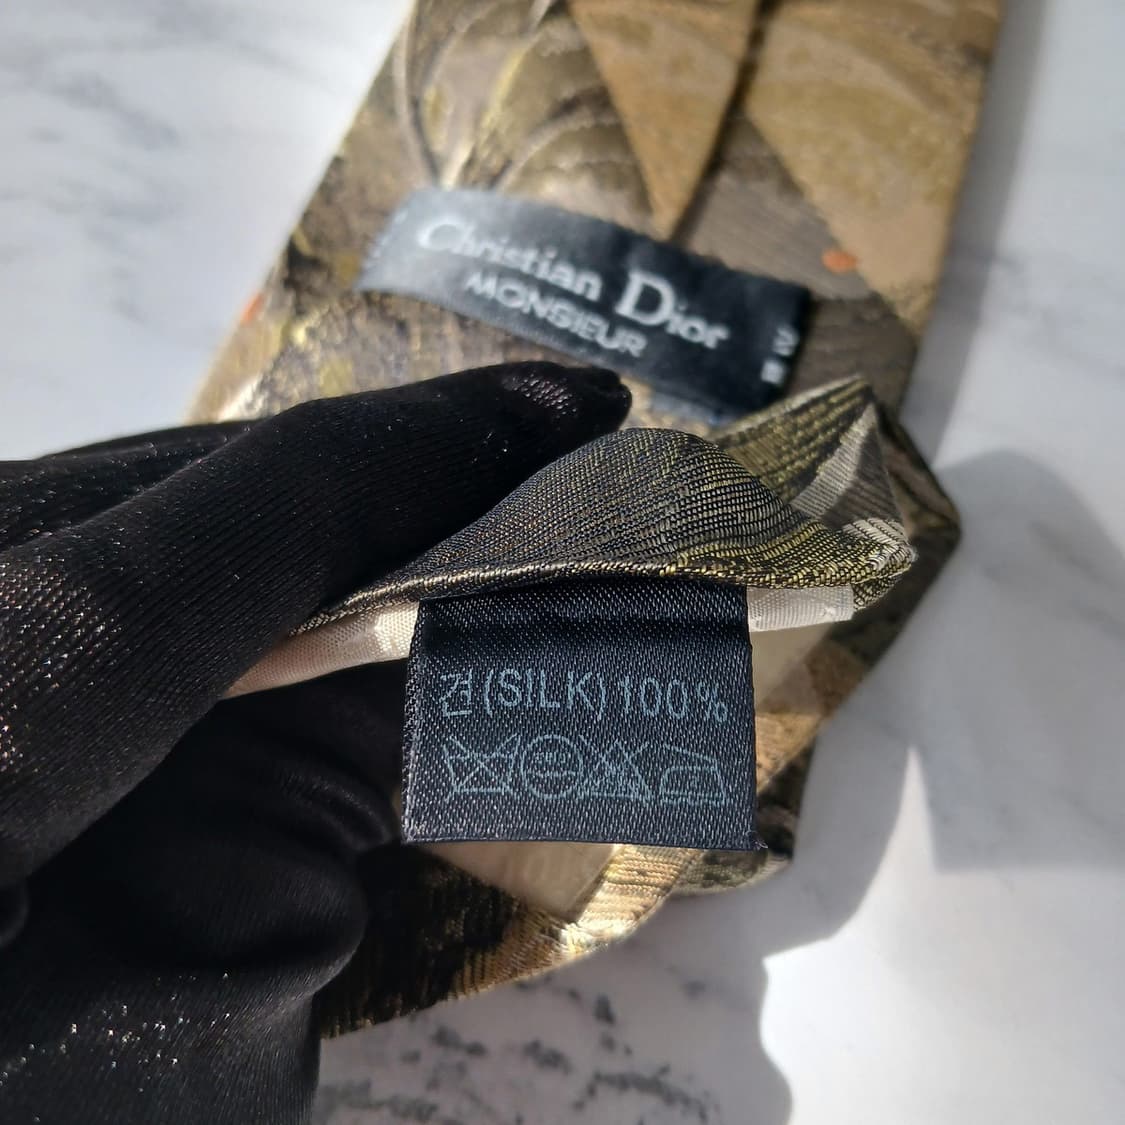 Christian Dior
MONSIEUR
견(SILK)100%